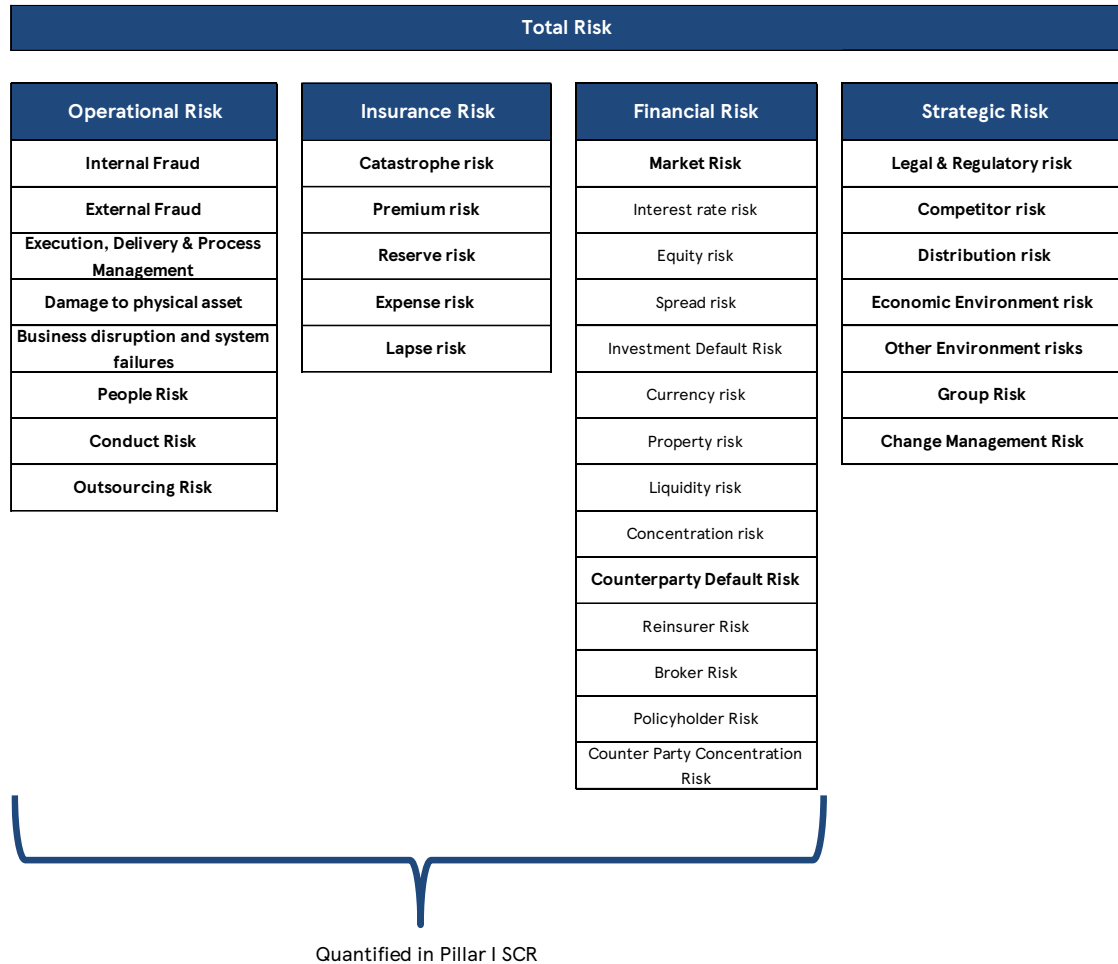 Total Risk
Operational Risk
Internal Fraud
External Fraud
Execution, Delivery & Process
Management
Damage to physical asset
Business disruption and system
failures
People Risk
Conduct Risk
Outsourcing Risk
Insurance Risk
Catastrophe risk
Premium risk
Reserve risk
Expense risk
Lapse risk
Financial Risk
Market Risk
Interest rate risk
Equity risk
Spread risk
Investment Default Risk
Currency risk
Property risk
Liquidity risk
Concentration risk
Counterparty Default Risk
Reinsurer Risk
Broker Risk
Policyholder Risk
Counter Party Concentration
Risk
Strategic Risk
Legal & Regulatory risk
Competitor risk
Distribution risk
Economic Environment risk
Other Environment risks
Group Risk
Change Management Risk
Quantified in Pillar I SCR